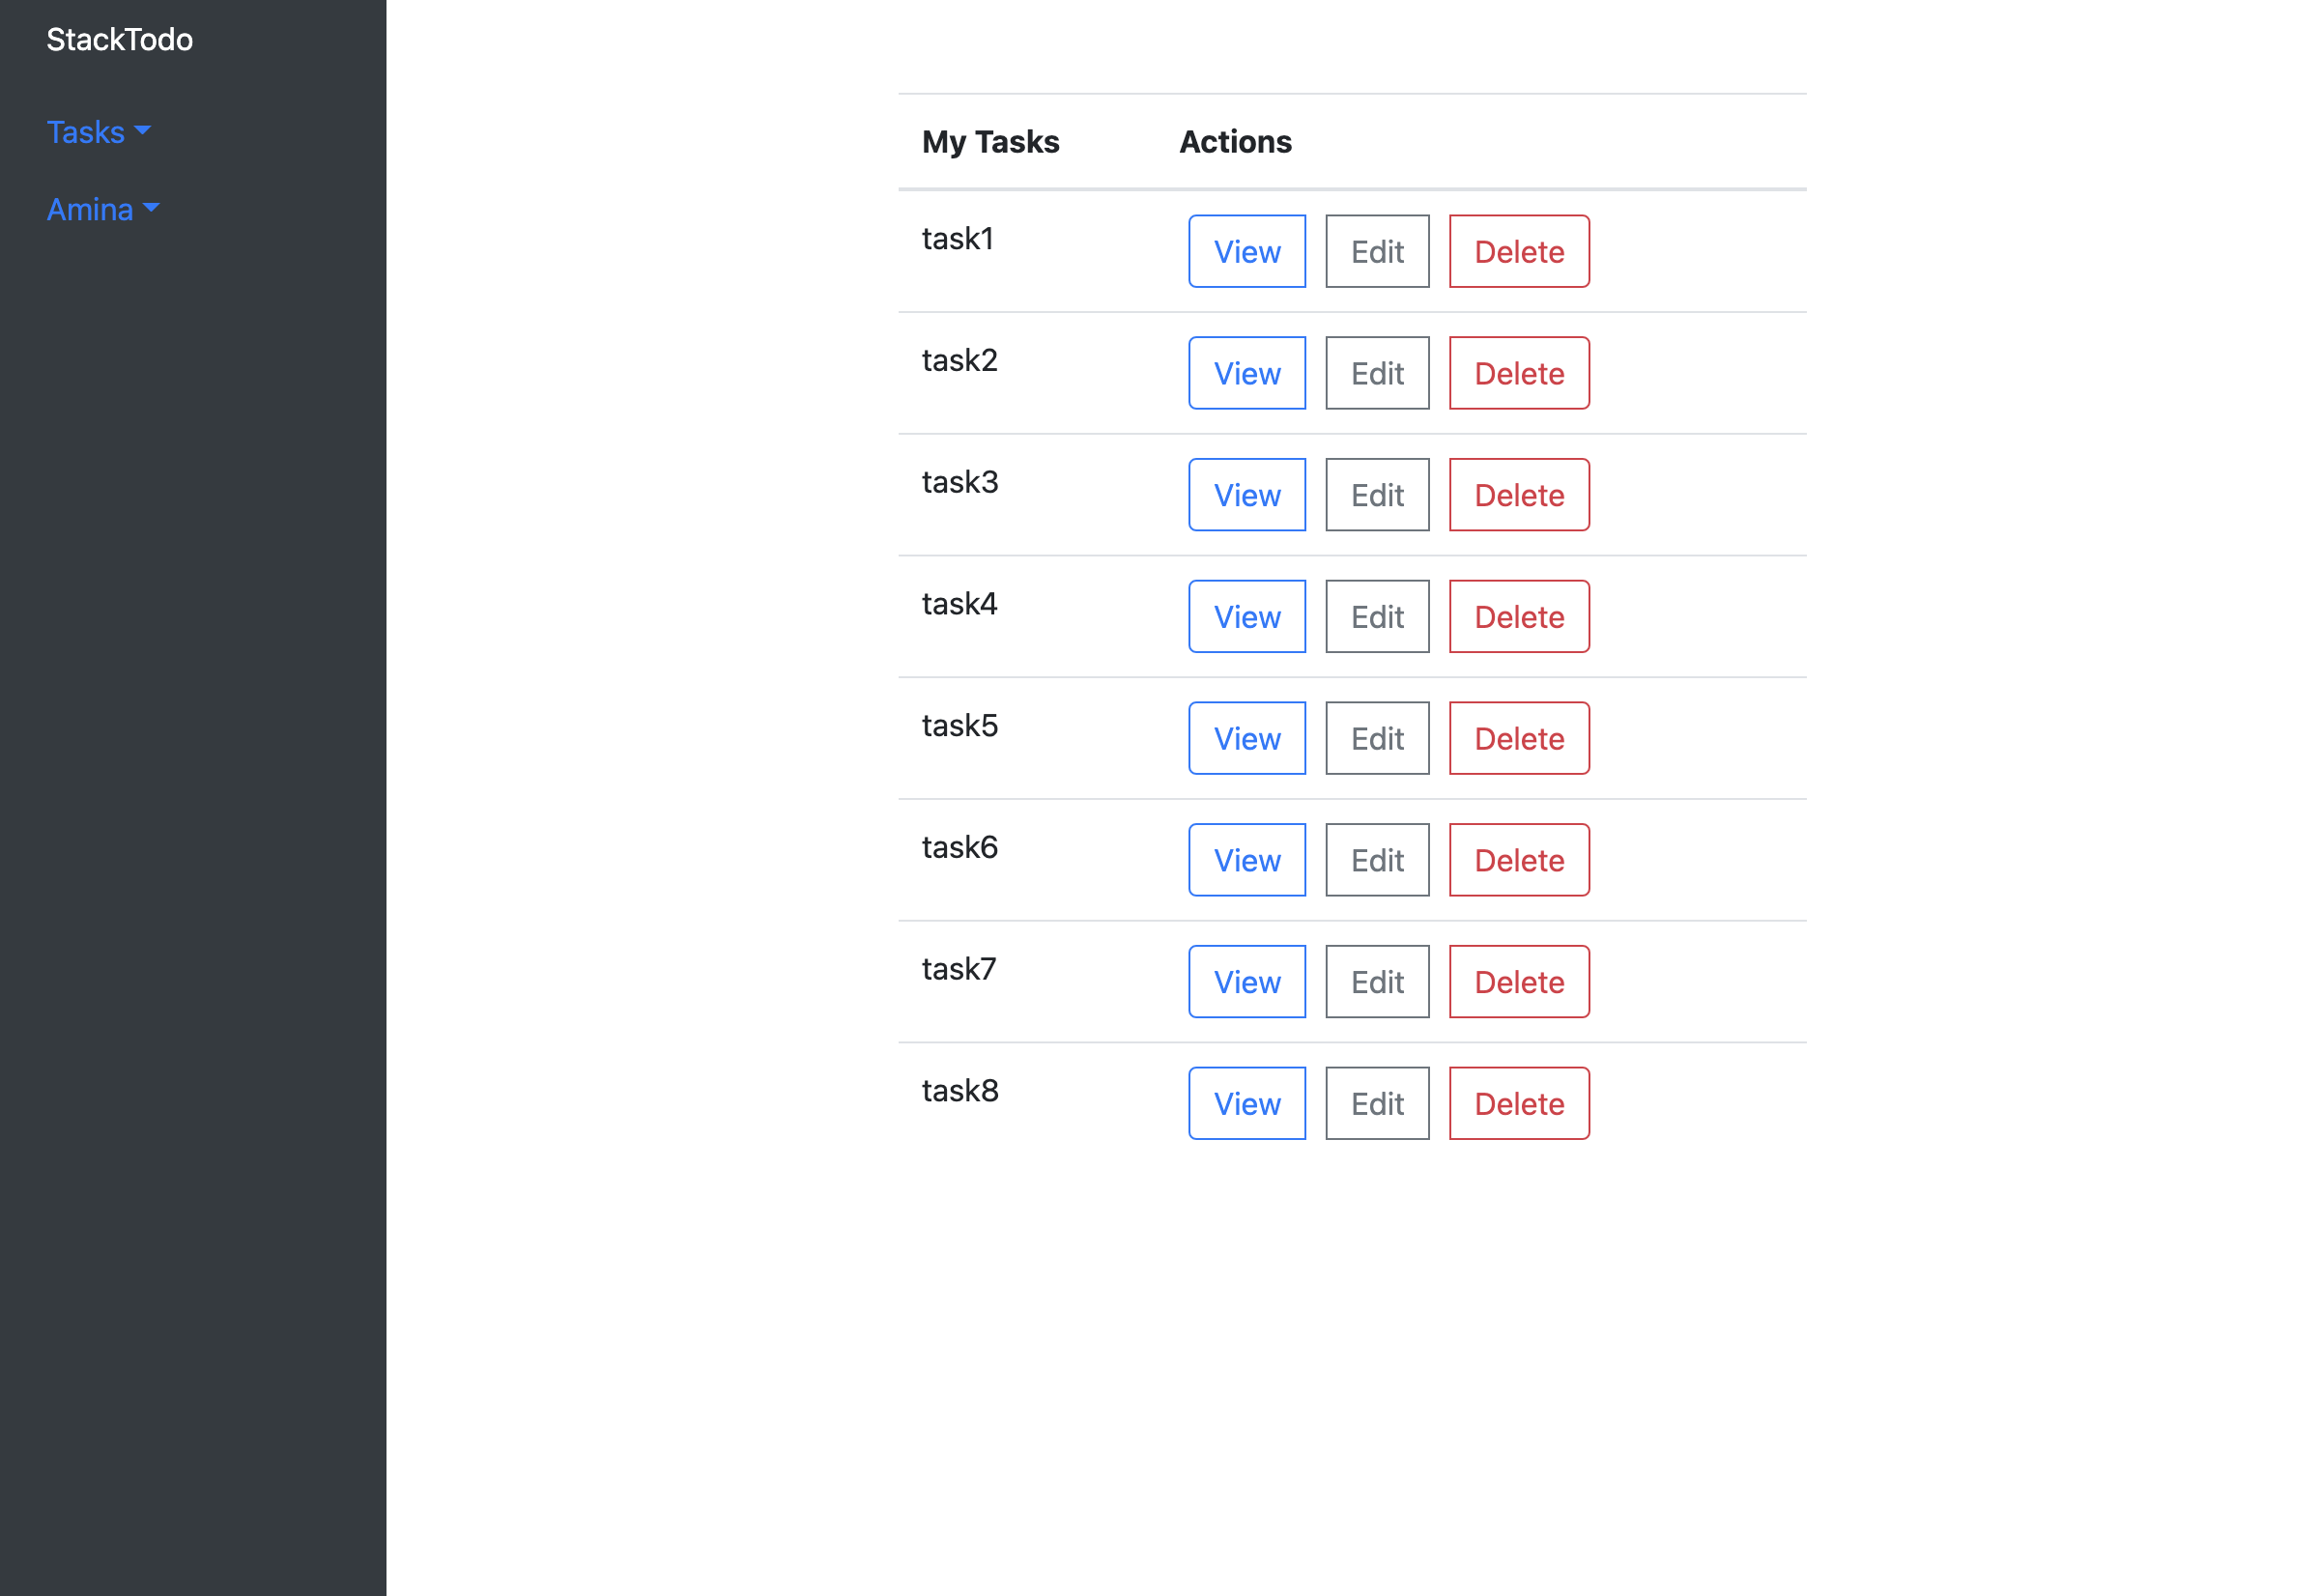 StackTodo
Tasks
Amina
My Tasks Actions
task1 View Edit Delete
task2 View Edit Delete
task3 View Edit Delete
task4 View Edit Delete
task5 View Edit Delete
task6 View Edit Delete
task7 View Edit Delete
task8 View Edit Delete